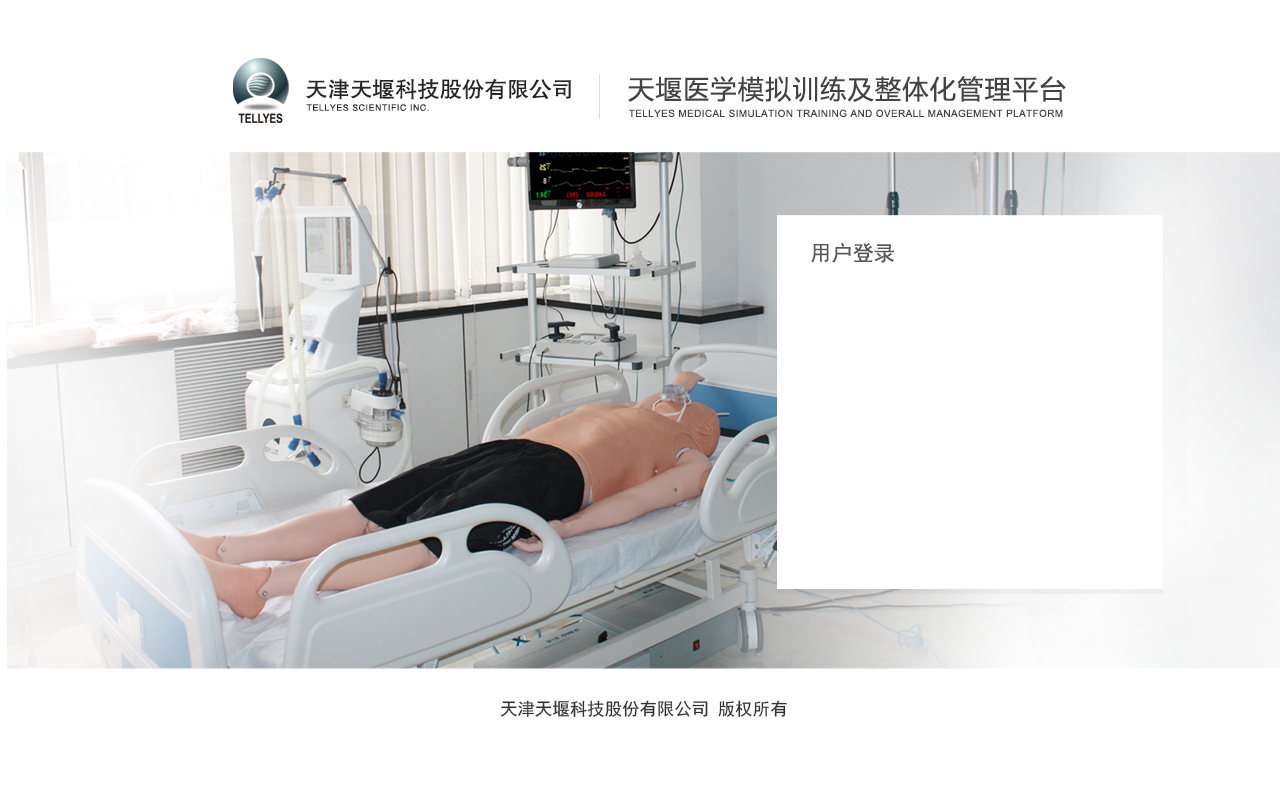 天津天堰科技股份有限公司
TELLYES SCIENTIFIC INC.
TELLYES
天堰医学模拟训练及整体化管理平台
TELLYES MEDICAL SIMULATION TRAINING AND OVERALL MANAGEMENT PLATFORM
用户登录
天津天堰科技股份有限公司 版权所有